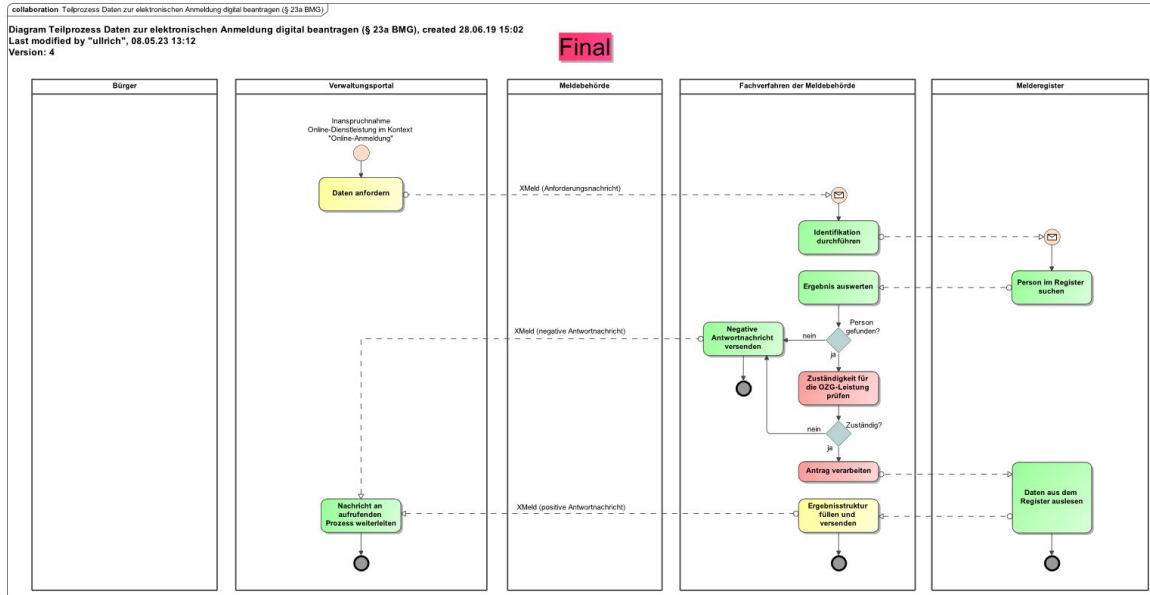 collaboration Teilprozess Daten zur elektronischen Anmeldung digital beantragen (§ 23a BMG)
Diagram Teilprozess Daten zur elektronischen Anmeldung digital beantragen (§ 23a BMG), created 28.06.19 15:02
Last modified by "ullrich", 08.05.23 13:12
Version: 4
Final
Bürger
Verwaltungsportal
Meldebehörde
Fachverfahren der Meldebehörde
Melderegister
Inanspruchnahme
Online-Dienstleistung im Kontext
"Online-Anmeldung"
Daten anfordern
XMeld (Anforderungsnachricht)
Identifikation
durchführen
Person im Register
suchen
Ergebnis auswerten
Person
gefunden?
nein
ja
XMeld (negative Antwortnachricht)
Negative
Antwortnachricht
versenden
Zuständigkeit für
die OZG-Leistung
prüfen
Zuständig?
nein
ja
Antrag verarbeiten
Daten aus dem
Register auslesen
Ergebnisstruktur
füllen und
versenden
XMeld (positive Antwortnachricht)
Nachricht an
aufrufenden
Prozess weiterleiten